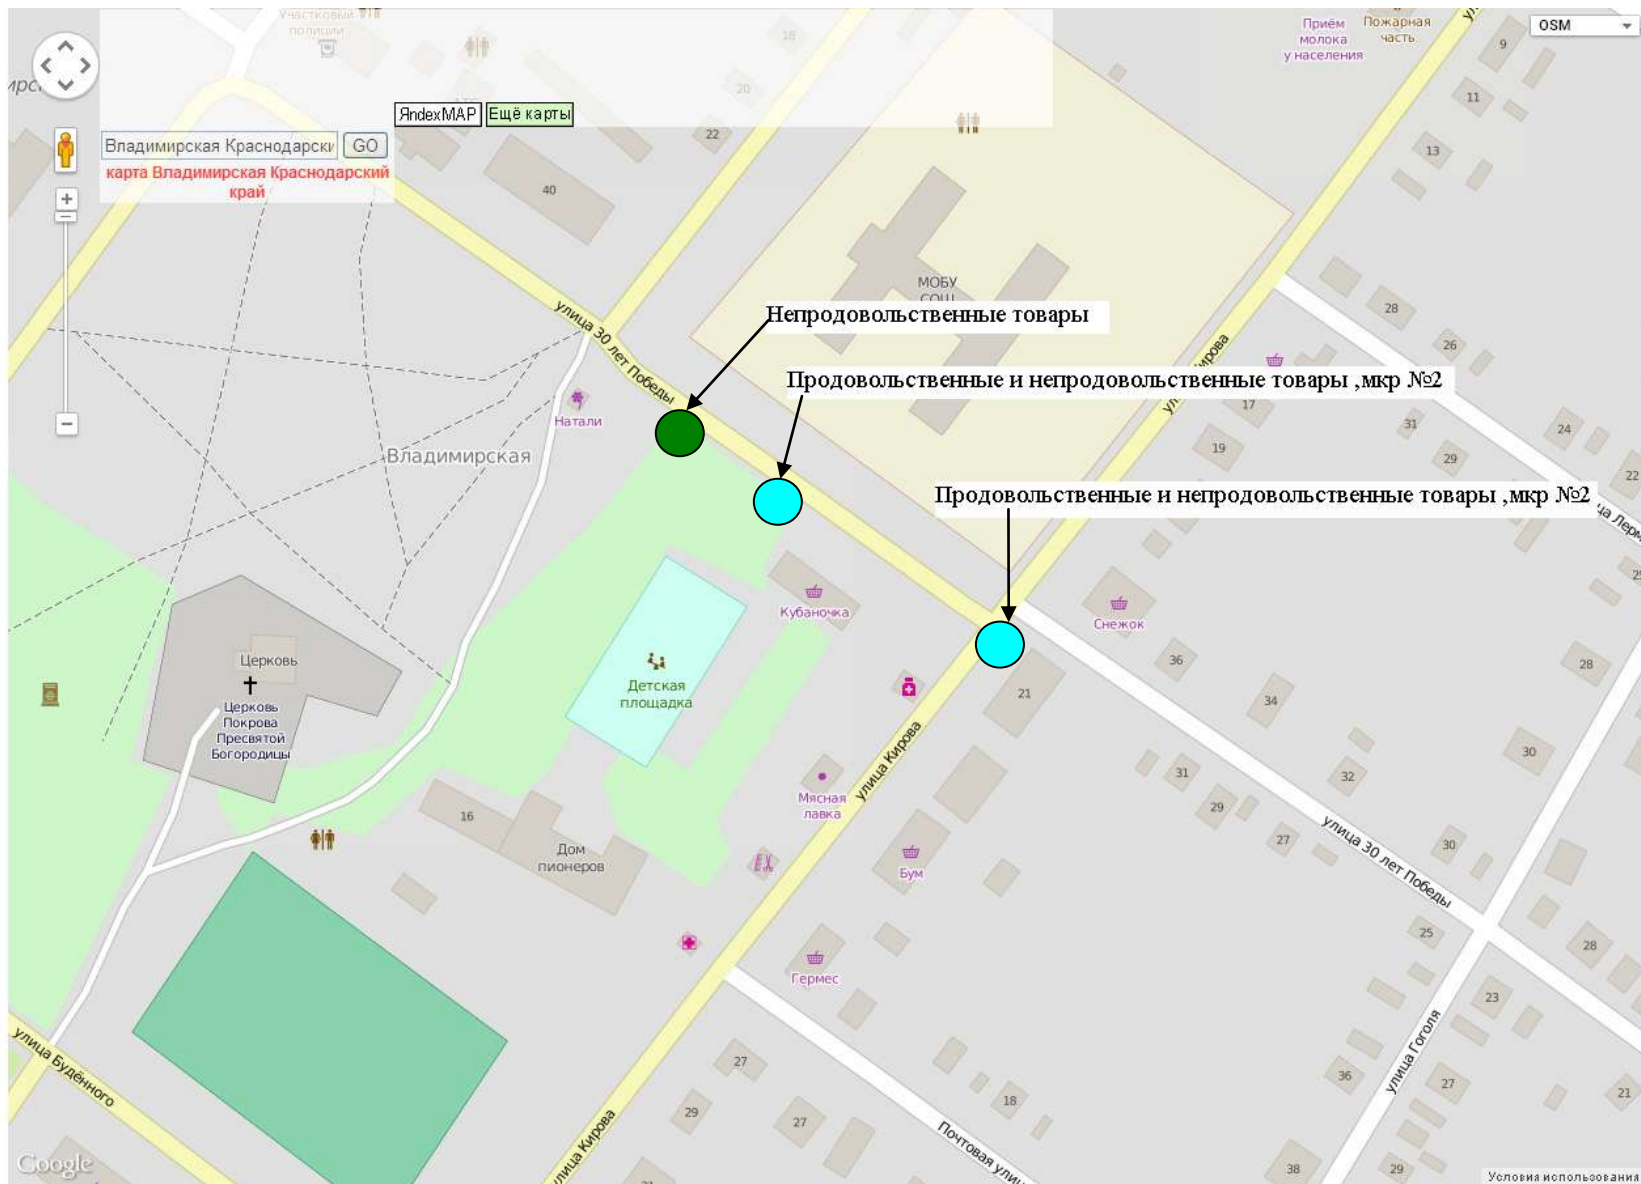 Участковый
полиции
18
OSM
Приём
молока
у населения
Пожарная
часть
9
20
11
ЯndexMAP
Ещё карты
22
Владимирская Краснодарски
GO
13
карта Владимирская Краснодарский
край
40
МОБУ
СОШ
улица 30 лет Победы
Непродовольственные товары
28
26
Продовольственные и непродовольственные товары ,мкр №2
Натали
17
31
24
19
29
22
Владимирская
Продовольственные и непродовольственные товары ,мкр №2
Кубаночка
Снежок
Церковь
36
28
Церковь
Покрова
Пресвятой
Богородицы
Детская
площадка
21
34
улица Кирова
30
31
32
Мясная
лавка
29
16
27
улица 30 лет Победы
30
Дом
пионеров
Бум
25
28
Гермес
23
улица Будённого
27
улица Гоголя
36
27
21
29
18
27
улица Кирова
Почтовая
38
29
Google
Условия использования